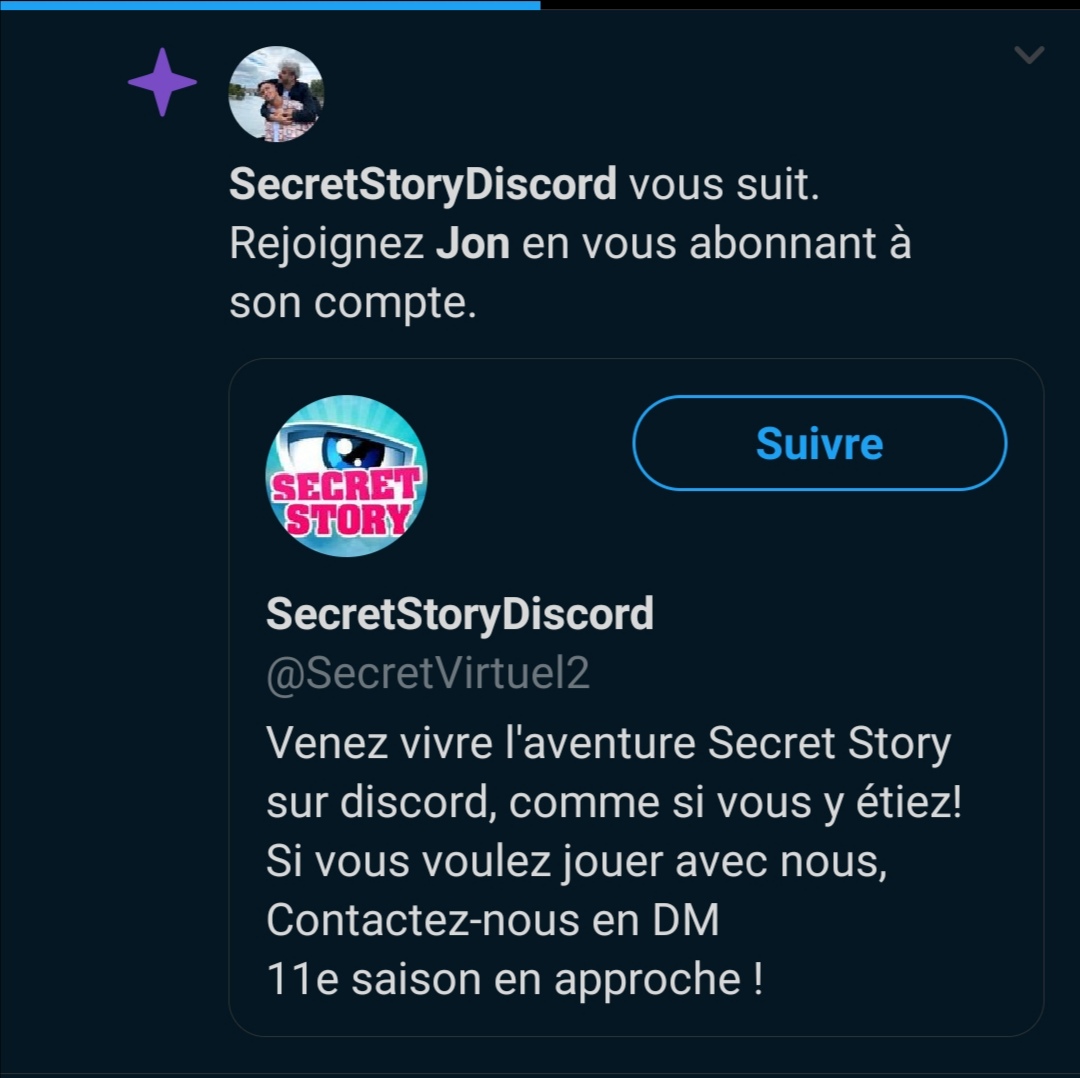 SecretStoryDiscord vous suit.
Rejoignez Jon en vous abonnant à
son compte.
SECRET
STORY
Suivre
SecretStoryDiscord
@SecretVirtuel2
Venez vivre l'aventure Secret Story
sur discord, comme si vous y étiez!
Si vous voulez jouer avec nous,
Contactez-nous en DM
11e saison en approche !